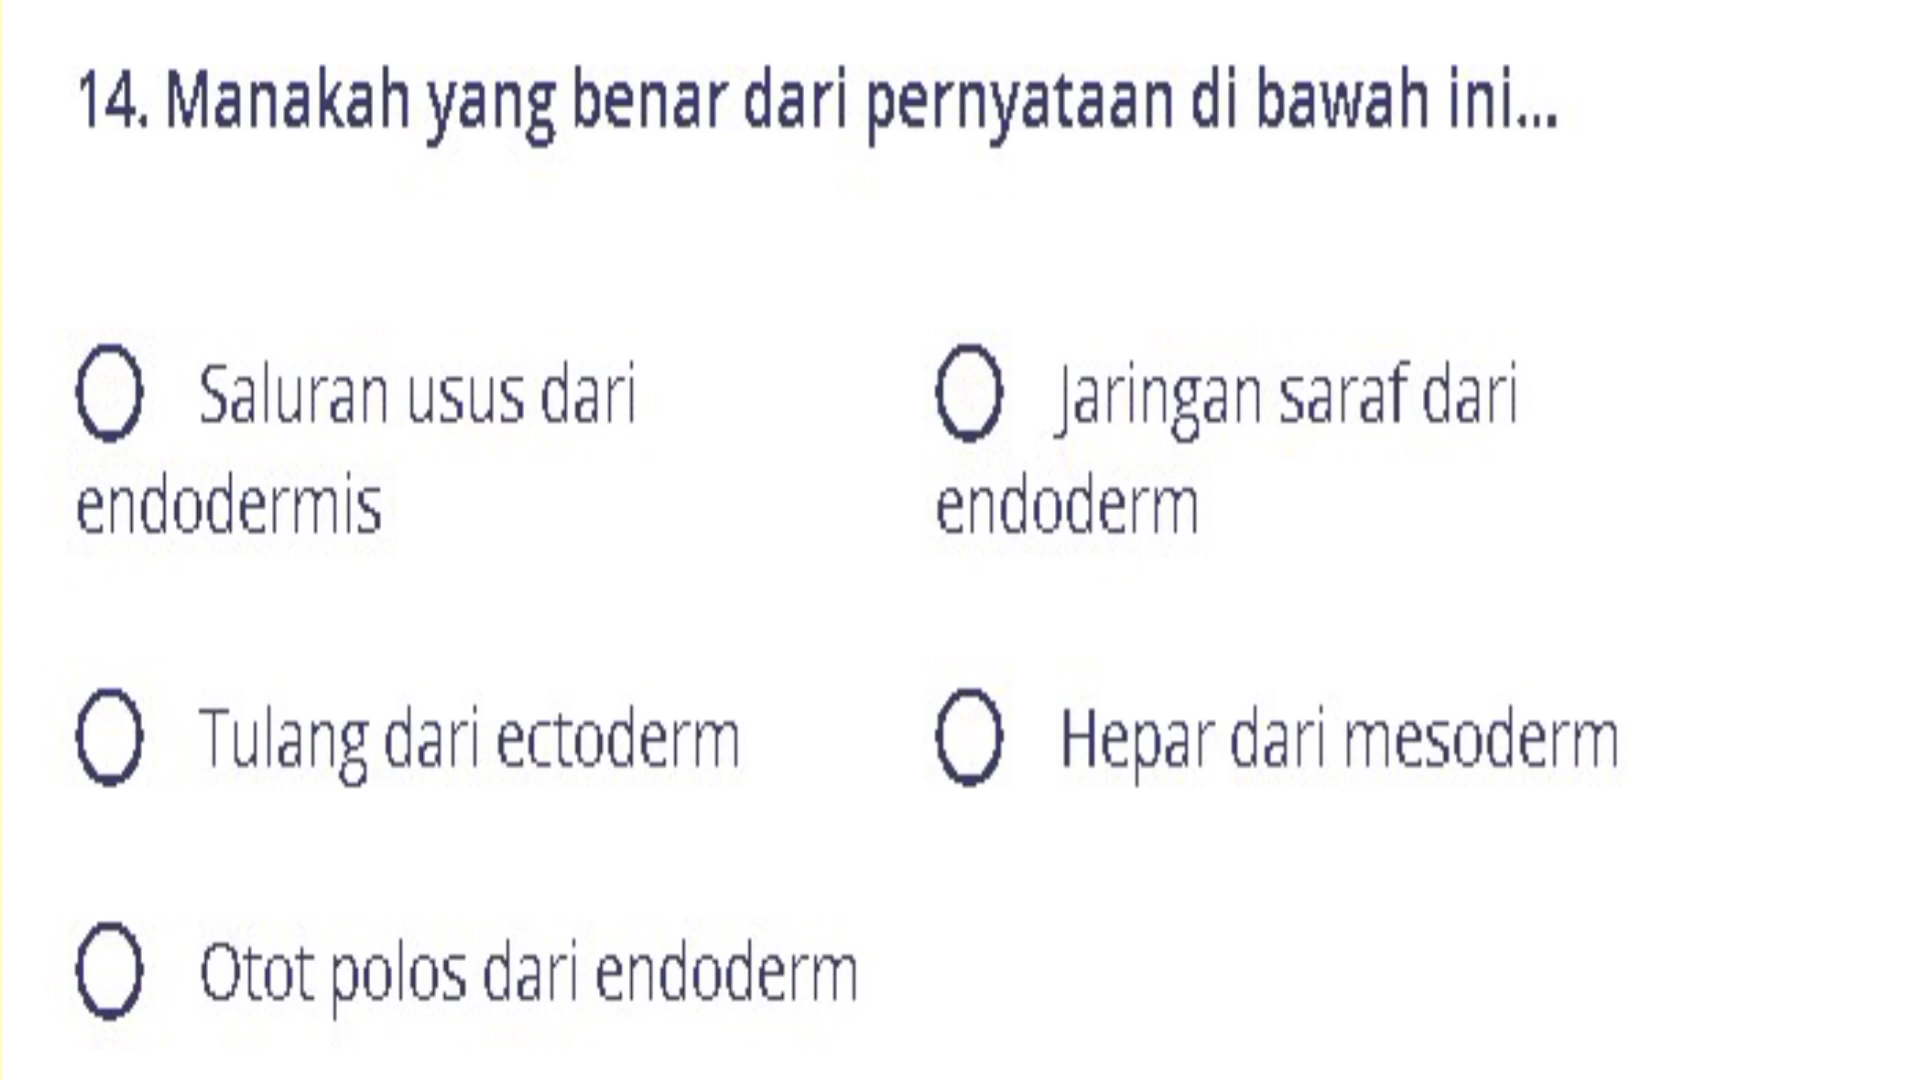 14. Manakah yang benar dari pernyataan di bawah ini...
Saluran usus dari
endodermis
Jaringan saraf dari
endoderm
Tulang dari ectoderm
Hepar dari mesoderm
Otot polos dari endoderm